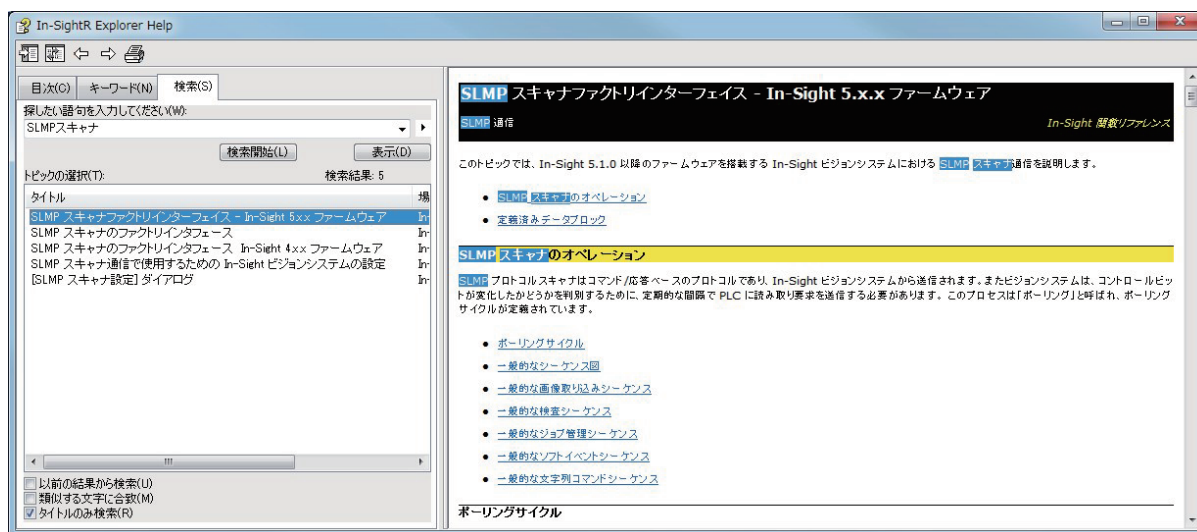 In-SightR Explorer Help
目次(C) キーワード(N) 検索(S)
探したい語句を入力してください(W):
SLMPスキャナ
検索開始(L) 表示(D)
トピックの選択(T): 検索結果: 5
タイトル 場
SLMP スキャナファクトリインターフェイス - In-Sight 5.xx ファームウェア In-
SLMP スキャナのファクトリインタフェース In-
SLMP スキャナのファクトリインタフェース In-Sight 4.xx ファームウェア In-
SLMP スキャナ通信で使用するための In-Sight ビジョンシステムの設定 In-
[SLMP スキャナ設定] ダイアログ In-
以前の結果から検索(U)
類似する文字に合致(M)
タイトルのみ検索(R)
SLMP スキャナファクトリインターフェイス - In-Sight 5.x.x ファームウェア
SLMP 通信 In-Sight 関数リファレンス
このトピックでは、In-Sight 5.1.0 以降のファームウェアを搭載する In-Sight ビジョンシステムにおける SLMP スキャナ通信を説明します。
• SLMP スキャナのオペレーション
• 定義済みデータブロック
SLMP スキャナのオペレーション
SLMP プロトコルスキャナはコマンド/応答ベースのプロトコルであり、In-Sight ビジョンシステムから送信されます。またビジョンシステムは、コントロールビッ
トが変化したかどうかを判別するために、定期的な間隔で PLC に読み取り要求を送信する必要があります。このプロセスは「ポーリング」と呼ばれ、ポーリング
サイクルが定義されています。
• ポーリングサイクル
• 一般的なシーケンス図
• 一般的な画像取り込みシーケンス
• 一般的な検査シーケンス
• 一般的なジョブ管理シーケンス
• 一般的なソフトイベントシーケンス
• 一般的な文字列コマンドシーケンス
ポーリングサイクル